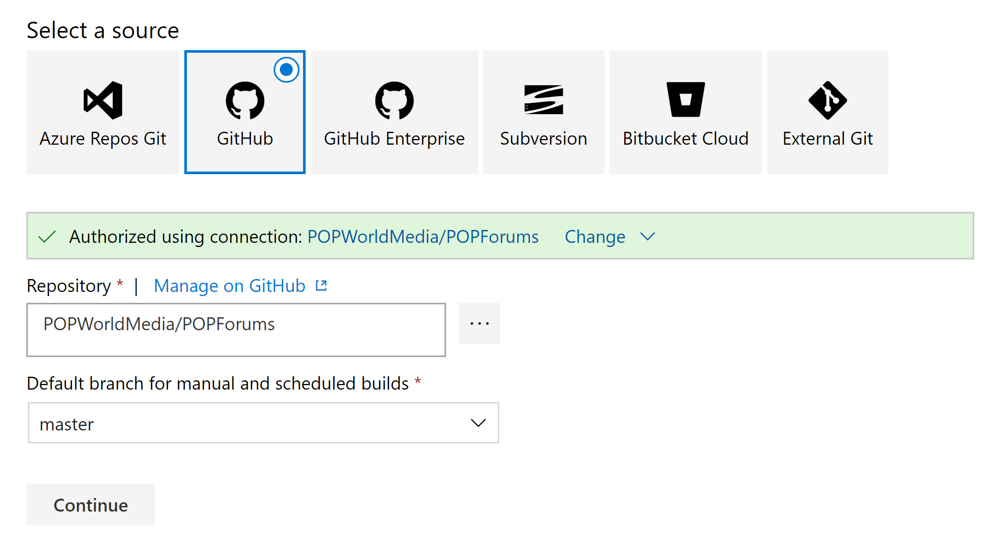 Select a source
Azure Repos Git
GitHub
GitHub Enterprise
Subversion
Bitbucket Cloud
External Git
Authorized using connection: POPWorldMedia/POPForums Change
Repository * | Manage on GitHub
POPWorldMedia/POPForums
...
Default branch for manual and scheduled builds *
master
Continue